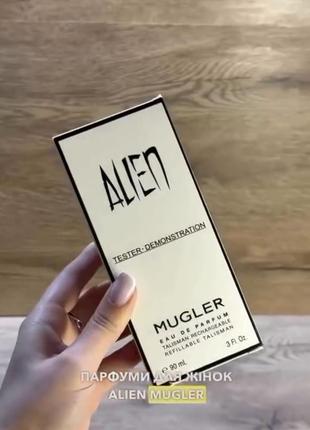 ALIEN
TESTER-DEMONSTRATION
MUGLER
EAU DE PARFUM
TALISMAN RECHARGEABLE
REFILLABLE TALISMAN
℮ 90 mL 3 Fl. Oz.
ПАРФУМИ ДЛЯ ЖІНОК
ALIEN MUGLER